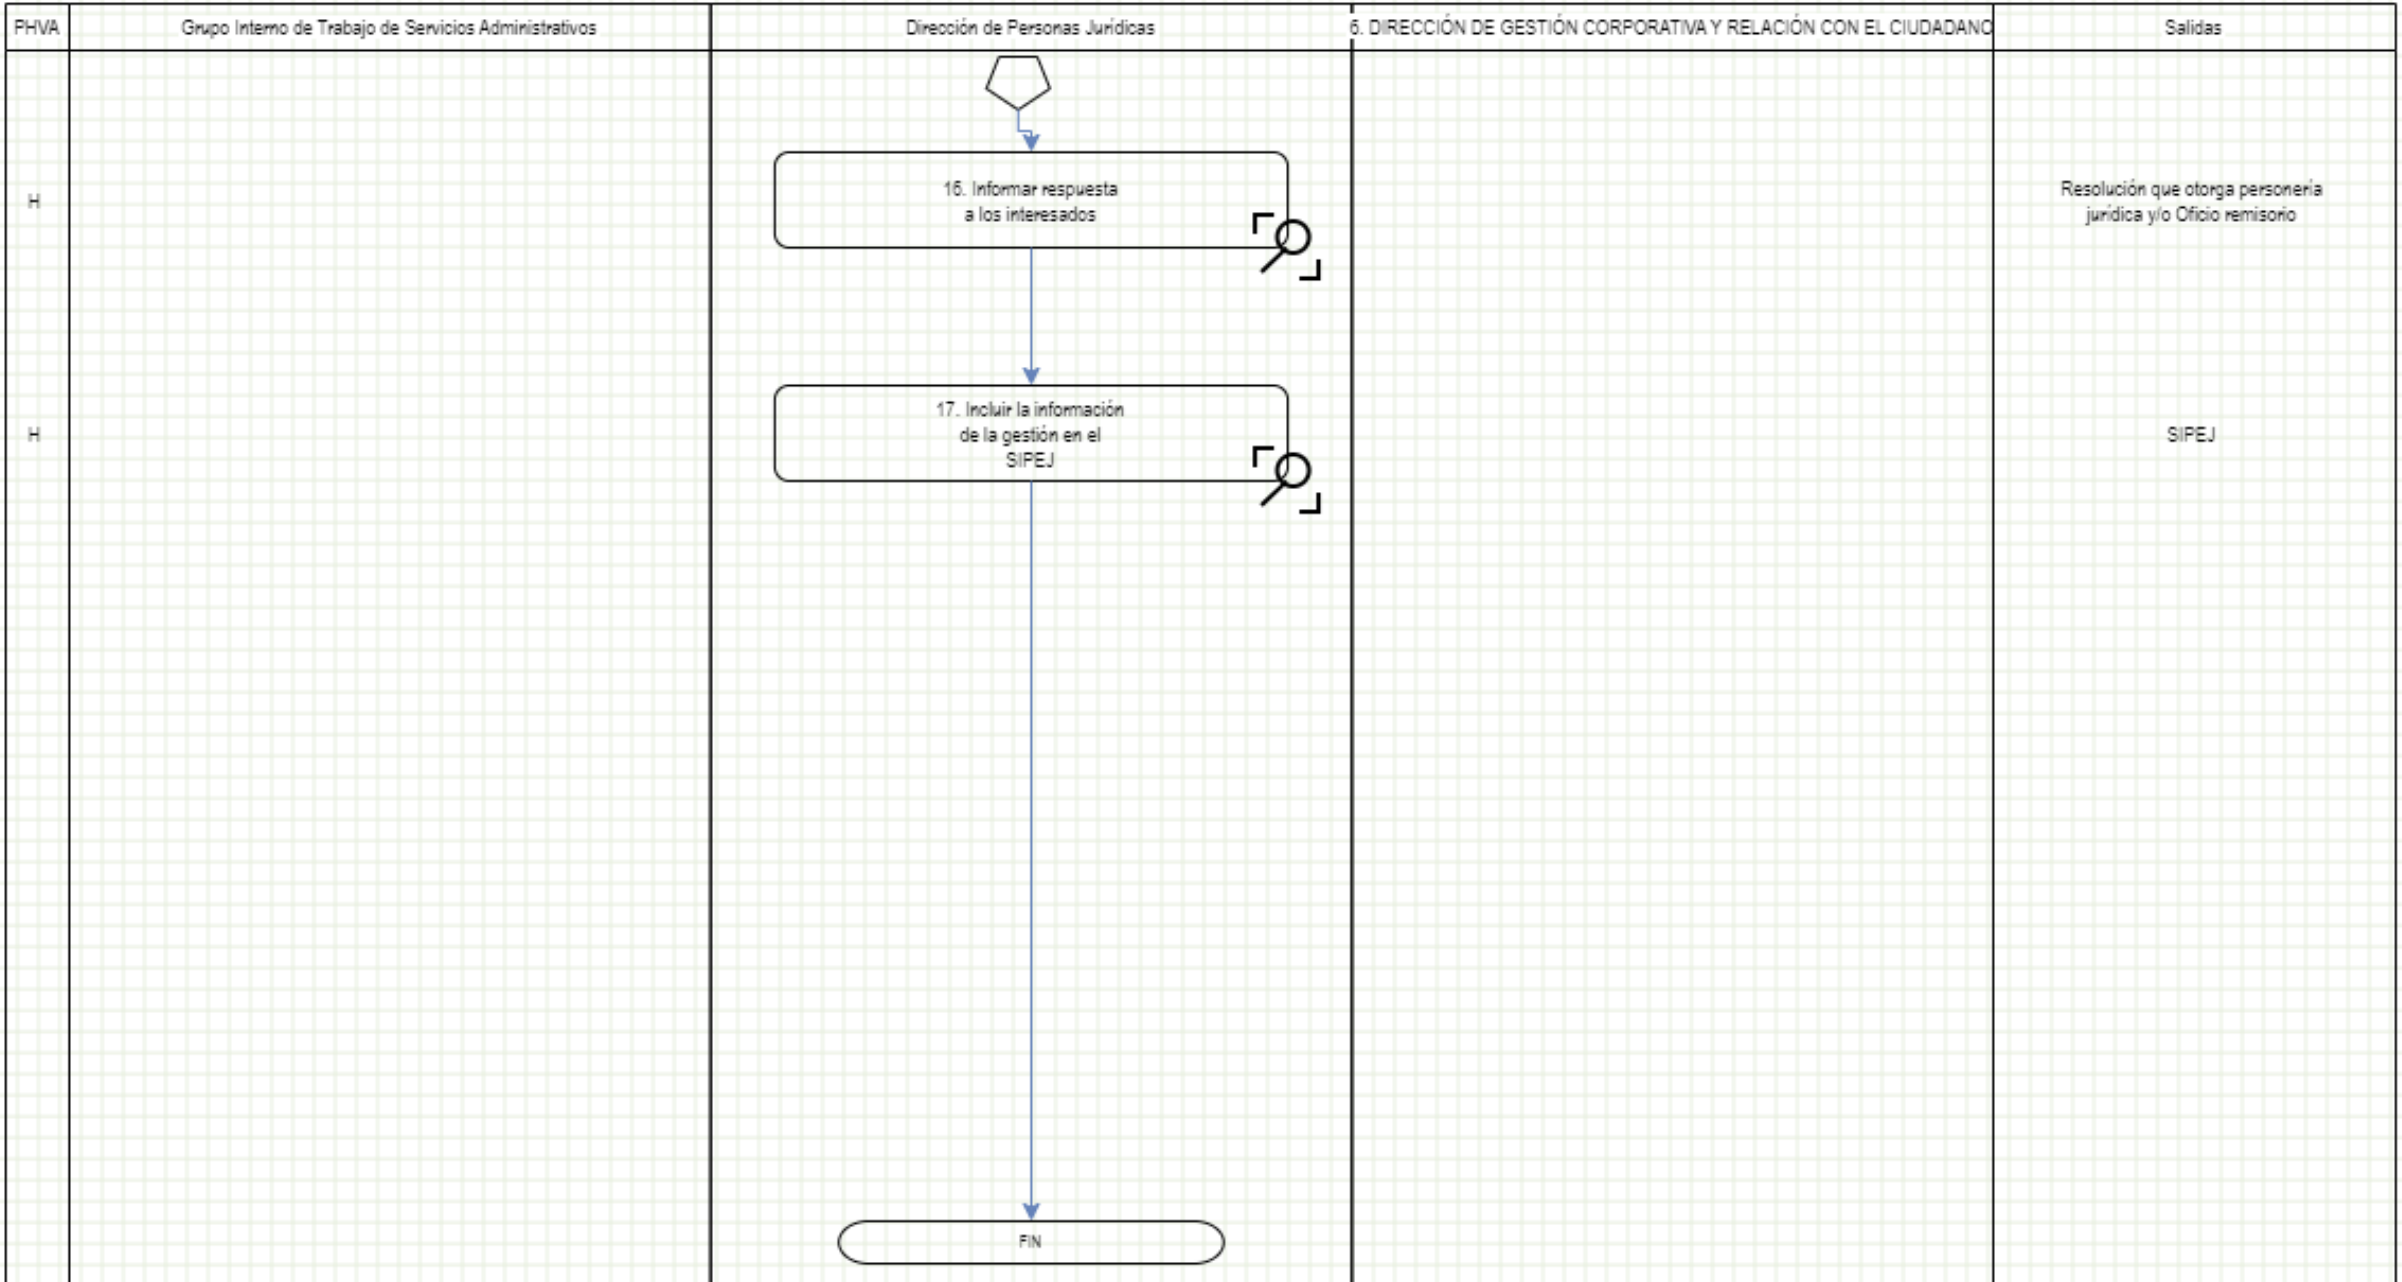 PHVA
Grupo Interno de Trabajo de Servicios Administrativos
Dirección de Personas Jurídicas
6. DIRECCIÓN DE GESTIÓN CORPORATIVA Y RELACIÓN CON EL CIUDADANO
Salidas
H
16. Informar respuesta
a los interesados
Resolución que otorga personería
jurídica y/o Oficio remisorio
H
17. Incluir la información
de la gestión en el
SIPEJ
SIPEJ
FIN